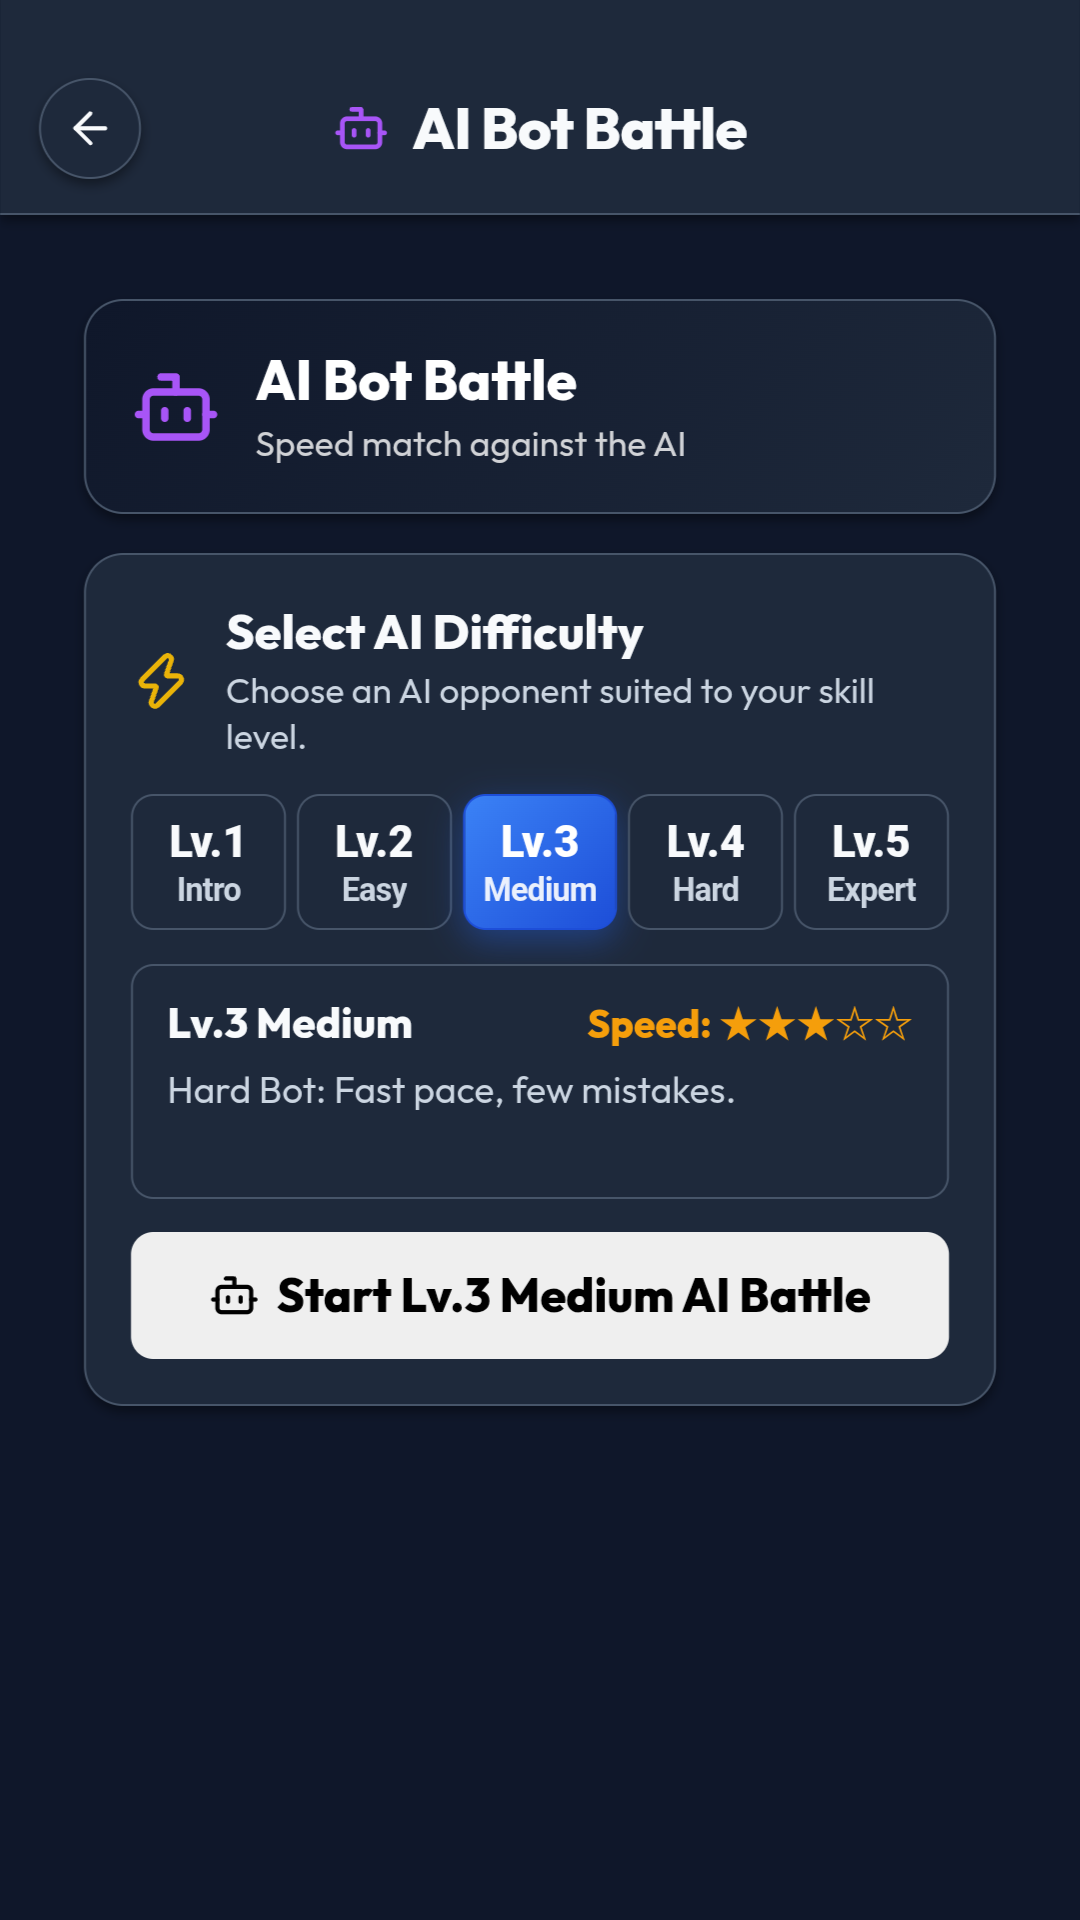 AI Bot Battle
AI Bot Battle
Speed match against the AI
Select AI Difficulty
Choose an AI opponent suited to your skill
level.
Lv.1 Lv.2 Lv.3 Lv.4 Lv.5
Intro Easy Medium Hard Expert
Lv.3 Medium Speed: ★★★☆☆
Hard Bot: Fast pace, few mistakes.
Start Lv.3 Medium AI Battle